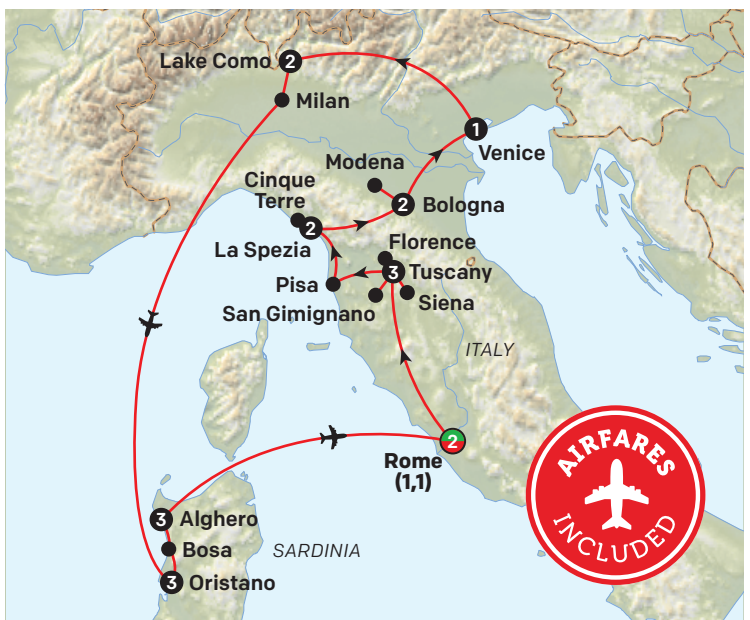 Lake Como
2
Milan
1
Venice
Modena
2
Bologna
Cinque
Terre
2
La Spezia
Florence
3
Tuscany
Pisa
San Gimignano
Siena
ITALY
2
Rome
(1,1)
AIRFARES
INCLUDED
3
Alghero
Bosa
SARDINIA
3
Oristano